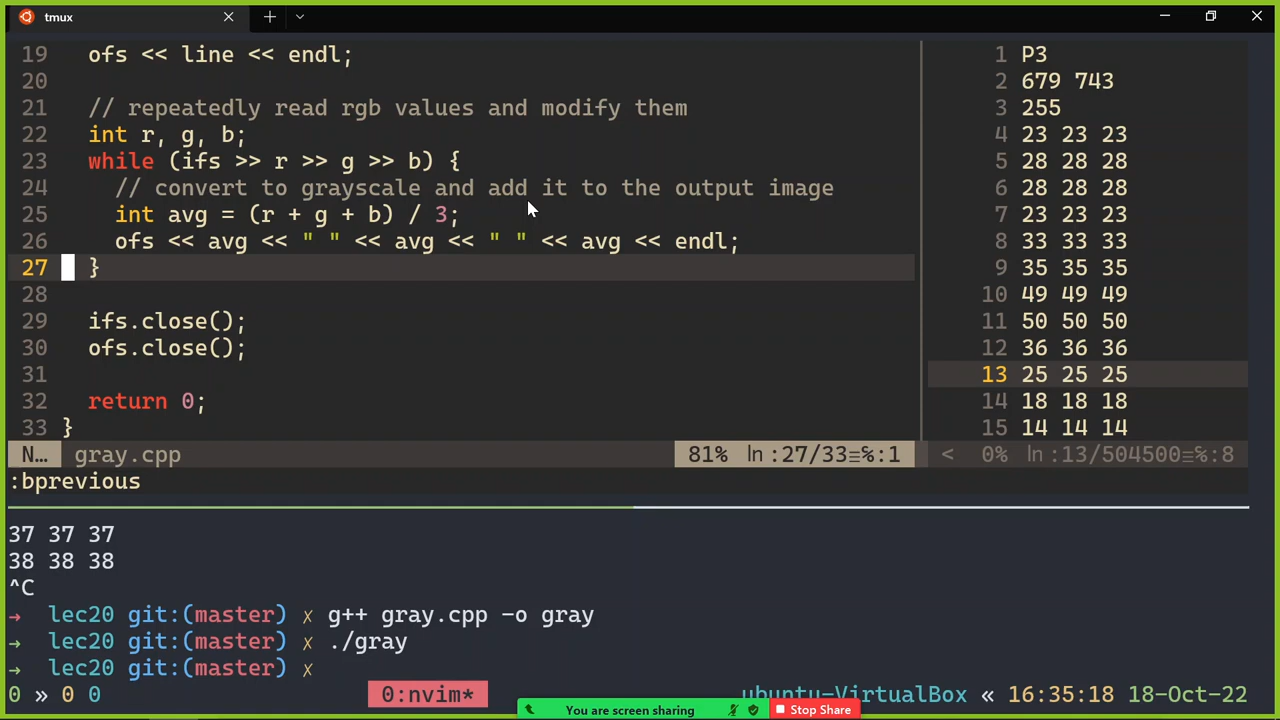 tmux
19 ofs << line << endl;
20
21 // repeatedly read rgb values and modify them
22 int r, g, b;
23 while (ifs >> r >> g >> b) {
24 // convert to grayscale and add it to the output image
25 int avg = (r + g + b) / 3;
26 ofs << avg << " " << avg << " " << avg << endl;
27 }
28
29 ifs.close();
30 ofs.close();
31
32 return 0;
33 }
N… gray.cpp 81% ln :27/33≡%:1
:bprevious
1 P3
2 679 743
3 255
4 23 23 23
5 28 28 28
6 28 28 28
7 23 23 23
8 33 33 33
9 35 35 35
10 49 49 49
11 50 50 50
12 36 36 36
13 25 25 25
14 18 18 18
15 14 14 14
< 0% ln :13/504500≡%:8
37 37 37
38 38 38
^C
→ lec20 git:(master) ✗ g++ gray.cpp -o gray
→ lec20 git:(master) ✗ ./gray
→ lec20 git:(master) ✗
0 » 0 0 0:nvim* ubuntu-VirtualBox « 16:35:18 18-Oct-22
You are screen sharing Stop Share